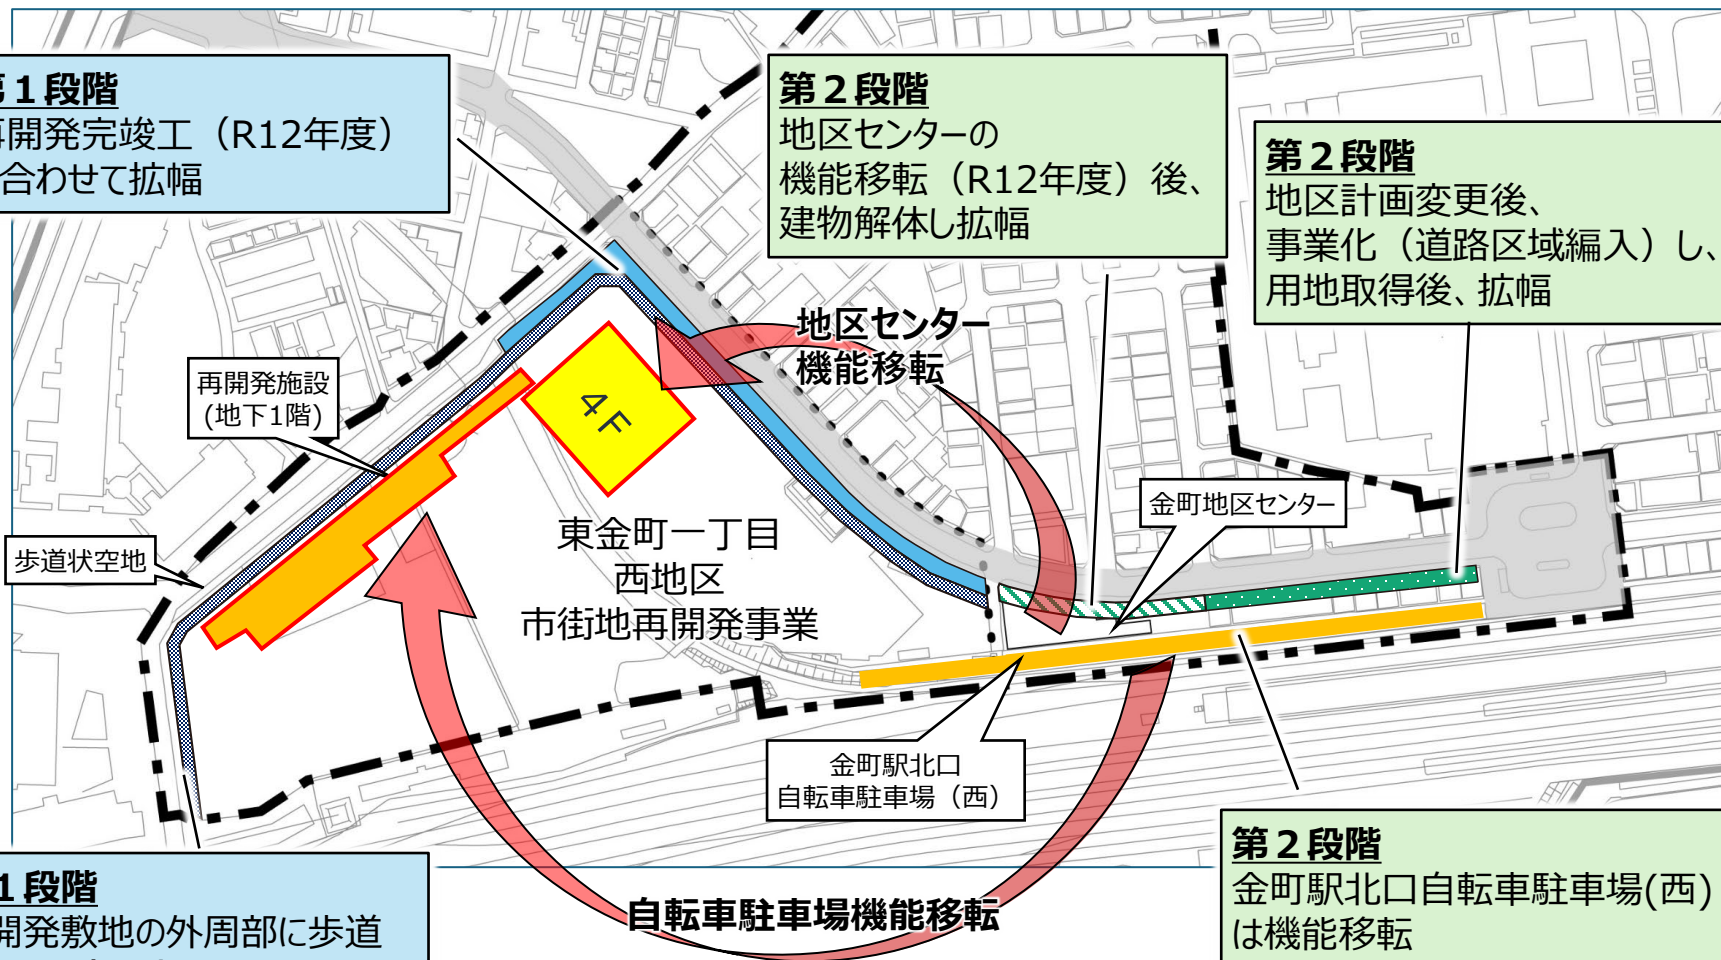 第１段階
再開発完竣工（R12年度）
合わせて拡幅
第２段階
地区センターの
機能移転（R12年度）後、
建物解体し拡幅
第２段階
地区計画変更後、
事業化（道路区域編入）し、
用地取得後、拡幅
地区センター
機能移転
再開発施設
(地下1階)
４Ｆ
金町地区センター
歩道状空地
東金町一丁目
西地区
市街地再開発事業
金町駅北口
自転車駐車場（西）
自転車駐車場機能移転
１段階
開発敷地の外周部に歩道
第２段階
金町駅北口自転車駐車場(西)
は機能移転